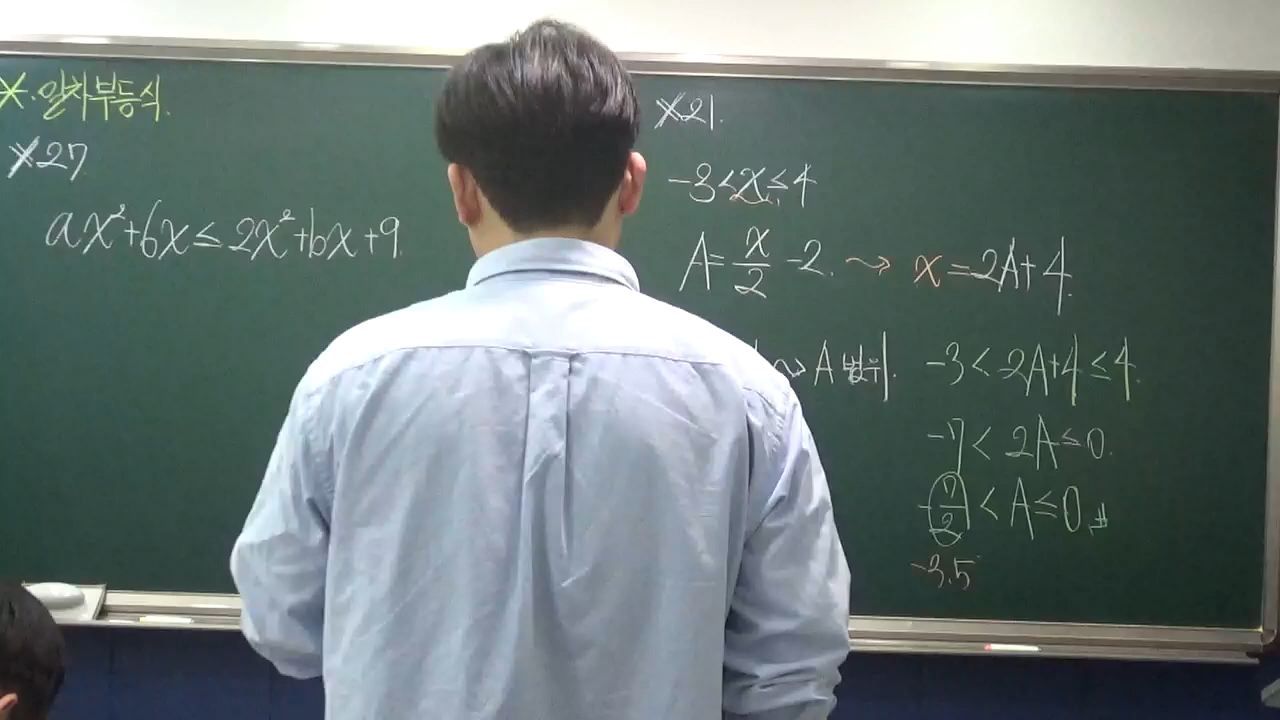 ※.일차부등식.
※27
ax²+6x≤2x²+bx+9.
※21.
-3<x≤4
A=x/2-2. ⤳ x=2A+4.
⤳ A 범위. -3<2A+4≤4.
-7<2A≤0.
-7/2<A≤0.#
-3.5